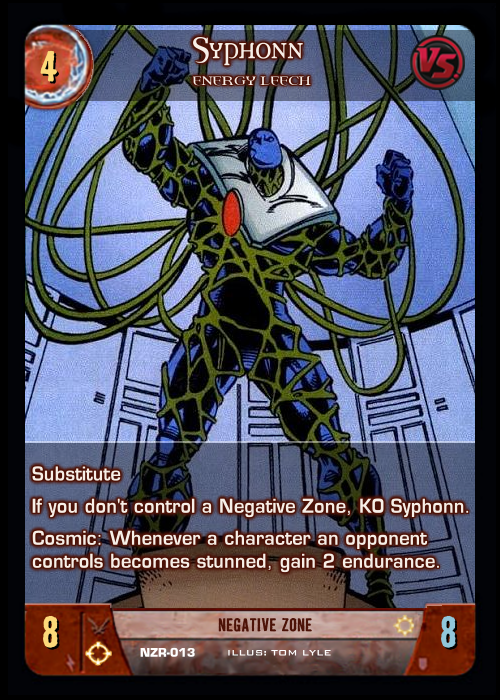 4
Syphonn
VS.
ENERGY LEECH
Substitute
If you don't control a Negative Zone, KO Syphonn.
Cosmic: Whenever a character an opponent
controls becomes stunned, gain 2 endurance.
8
NEGATIVE ZONE
8
NZR-013
ILLUS: TOM LYLE